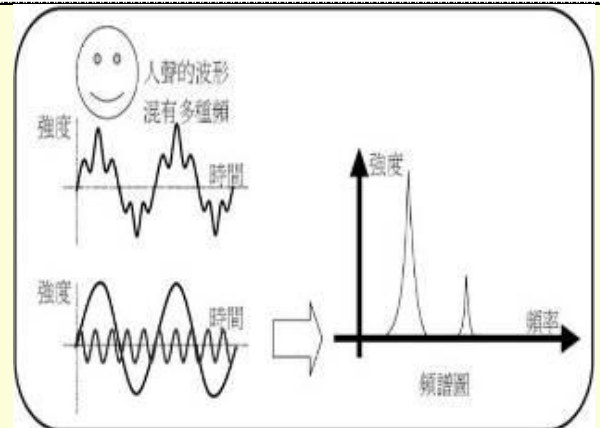 人聲的波形
混有多種頻
強度
時間
強度
時間
強度
頻率
頻譜圖